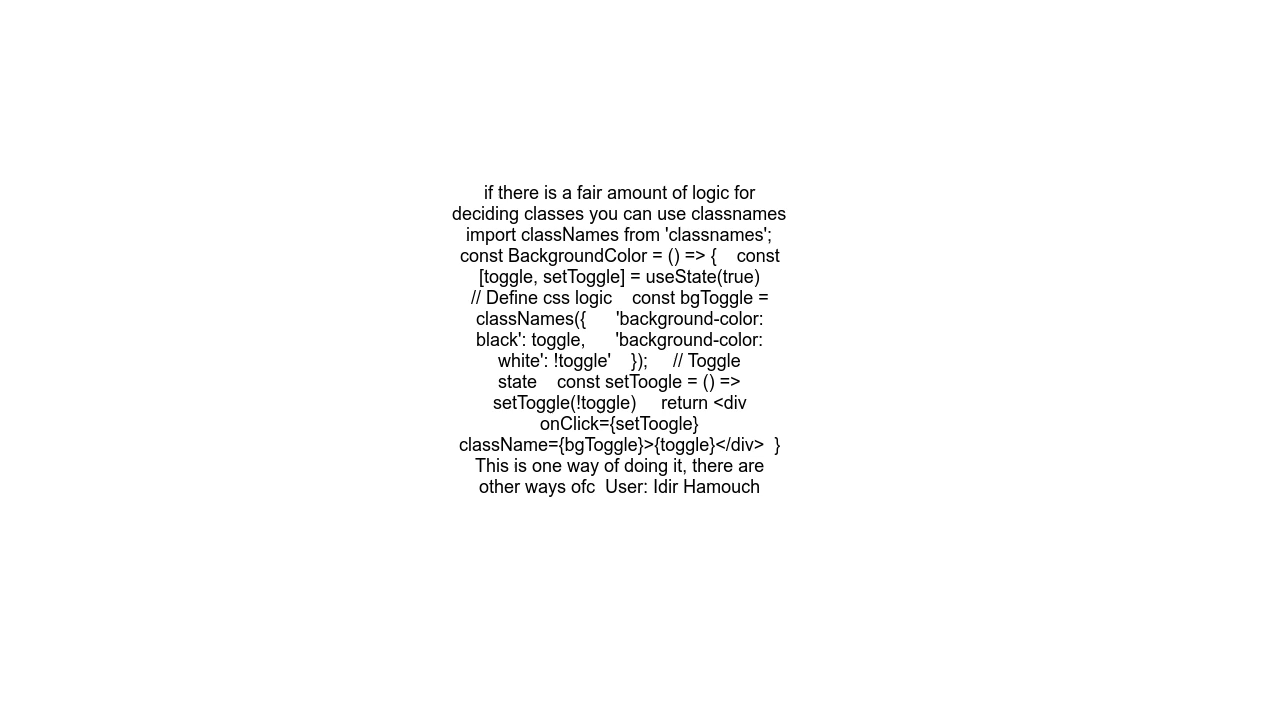 if there is a fair amount of logic for
deciding classes you can use classnames
import classNames from 'classnames';
const BackgroundColor = () => {    const
[toggle, setToggle] = useState(true)
// Define css logic    const bgToggle =
classNames({      'background-color:
black': toggle,      'background-color:
white': !toggle'    });     // Toggle
state    const setToogle = () =>
setToggle(!toggle)     return <div
onClick={setToogle}
className={bgToggle}>{toggle}</div>  }
This is one way of doing it, there are
other ways ofc  User: Idir Hamouch